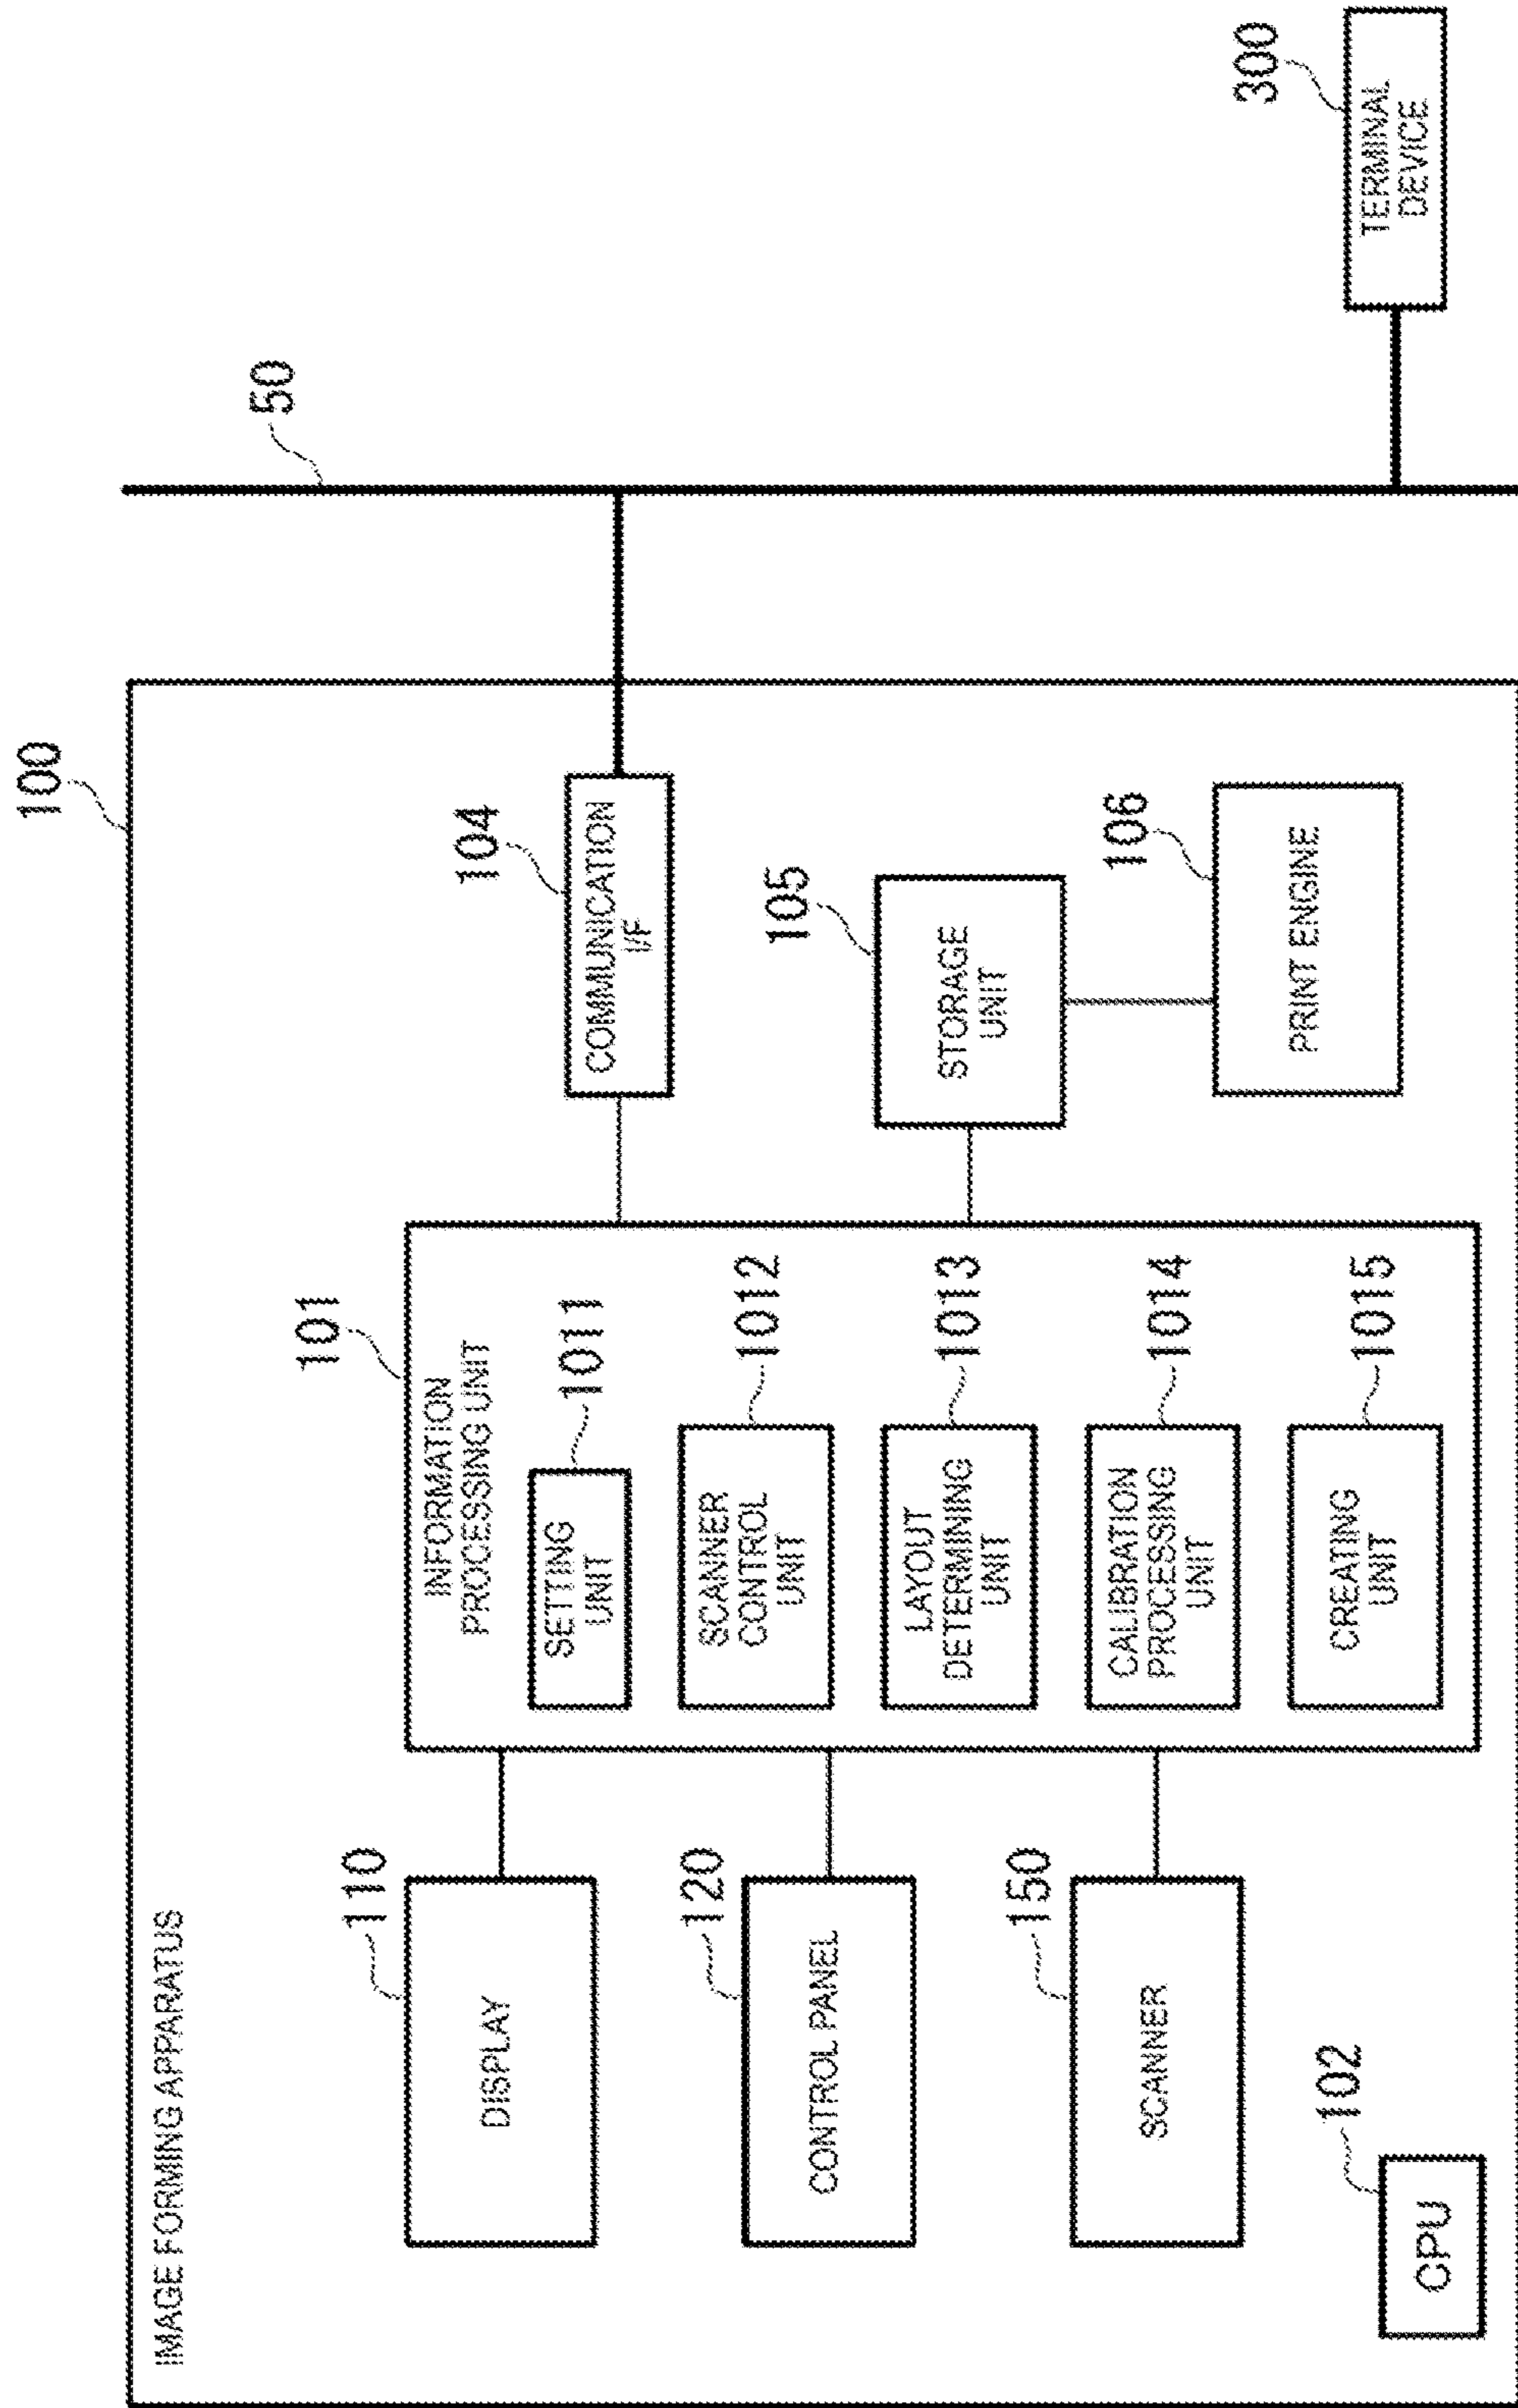 100
IMAGE FORMING APPARATUS
110
DISPLAY
120
CONTROL PANEL
150
SCANNER
102
CPU
101
INFORMATION
PROCESSING UNIT
1011
SETTING
UNIT
1012
SCANNER
CONTROL
UNIT
1013
LAYOUT
DETERMINING
UNIT
1014
CALIBRATION
PROCESSING
UNIT
1015
CREATING
UNIT
104
COMMUNICATION
I/F
105
STORAGE
UNIT
106
PRINT ENGINE
50
300
TERMINAL
DEVICE